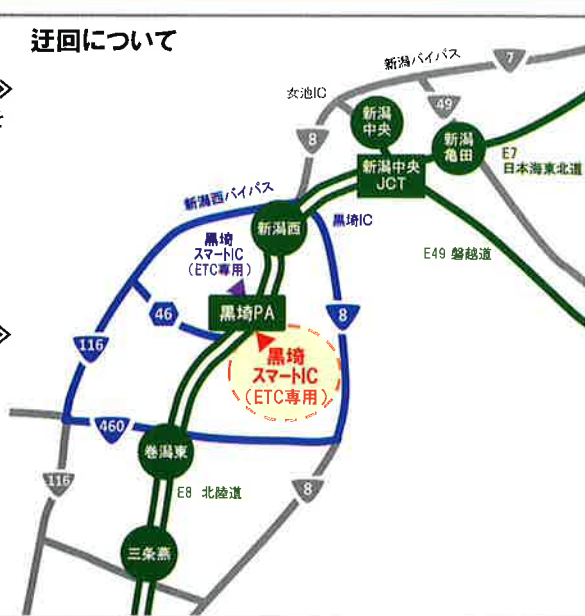 迂回について
新潟バイパス
7
女池IC
49
新潟
中央
8
新潟
亀田
新潟中央
JCT
E7
日本海東北道
新潟西バイパス
黒埼IC
新潟西
黒埼
スマートIC
(ETC専用)
E49 磐越道
46
黒埼PA
8
116
黒埼
スマートIC
(ETC専用)
460
巻潟東
116
E8 北陸道
8
三条燕